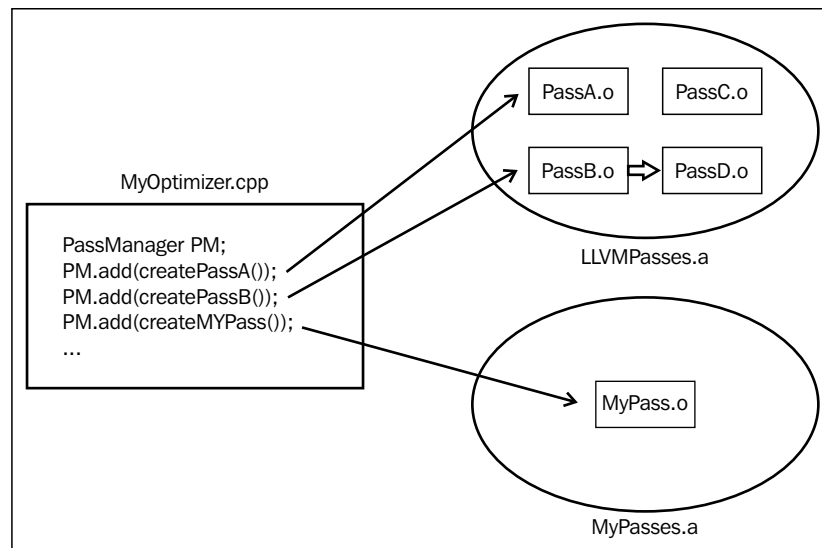 MyOptimizer.cpp
PassManager PM;
PM.add(createPassA());
PM.add(createPassB());
PM.add(createMYPass());
...
PassA.o
PassC.o
PassB.o
PassD.o
LLVMPasses.a
MyPass.o
MyPasses.a